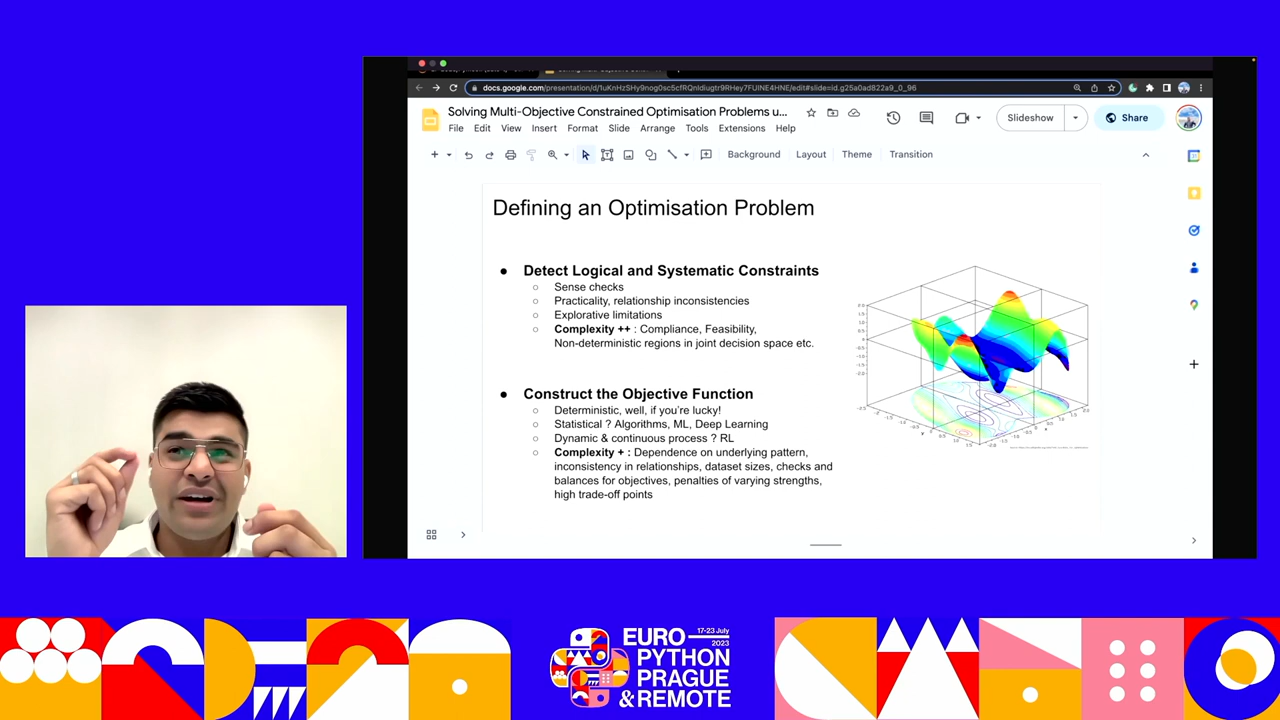 docs.google.com/presentation/d/1uKnHzSHy9nog0sc5cfRQnIdiugtr9RHey7FUINE4HNE/edit#slide=id.g25a0ad822a9_0_96
Solving Multi-Objective Constrained Optimisation Problems u...
File Edit View Insert Format Slide Arrange Tools Extensions Help
Slideshow
Share
Background Layout Theme Transition
Defining an Optimisation Problem
● Detect Logical and Systematic Constraints
○ Sense checks
○ Practicality, relationship inconsistencies
○ Explorative limitations
○ Complexity ++ : Compliance, Feasibility,
Non-deterministic regions in joint decision space etc.
● Construct the Objective Function
○ Deterministic, well, if you're lucky!
○ Statistical ? Algorithms, ML, Deep Learning
○ Dynamic & continuous process ? RL
○ Complexity + : Dependence on underlying pattern,
inconsistency in relationships, dataset sizes, checks and
balances for objectives, penalties of varying strengths,
high trade-off points
EURO 17-23 July
2023
PYTHON
PRAGUE
& REMOTE